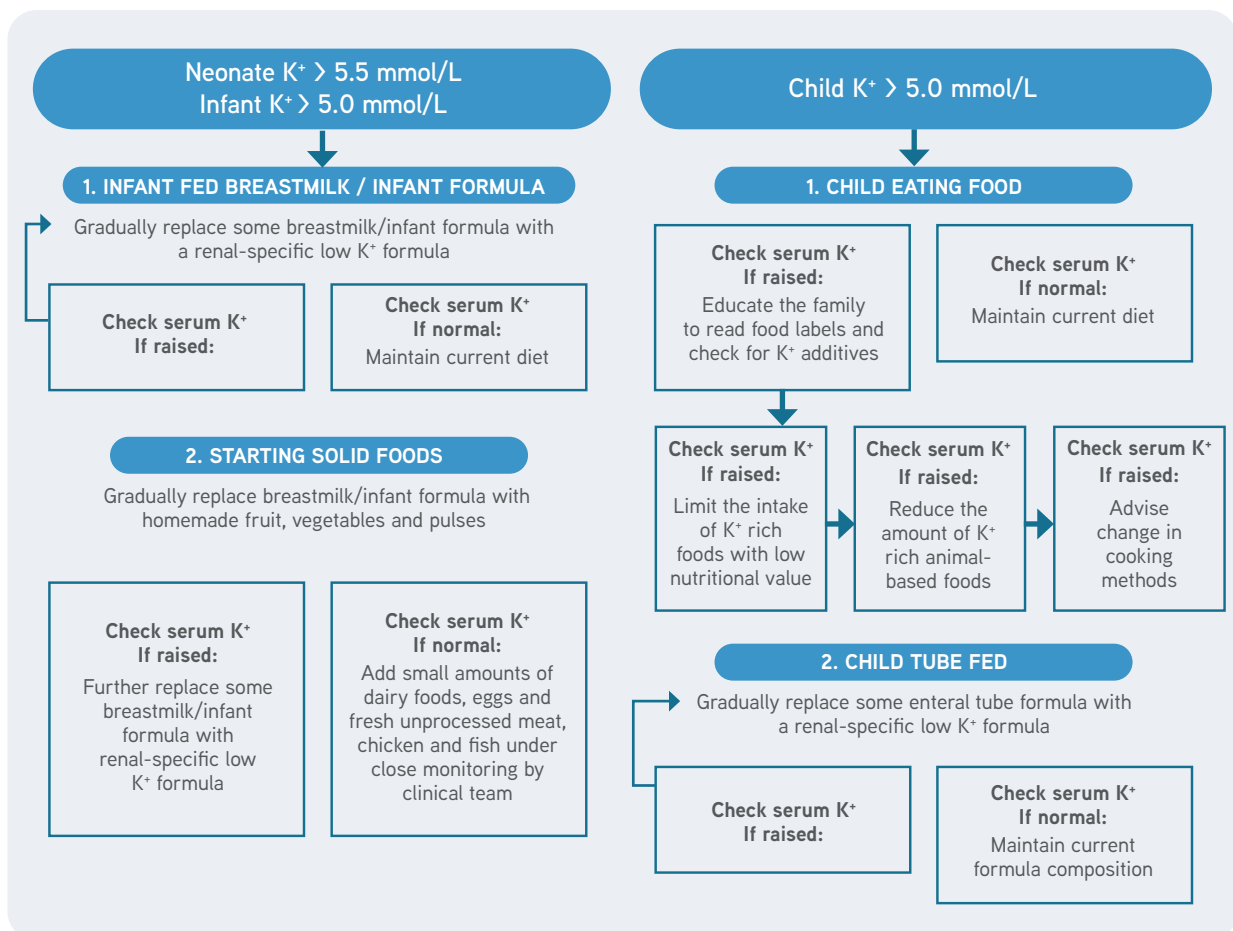 Neonate K⁺ > 5.5 mmol/L
Infant K⁺ > 5.0 mmol/L
1. INFANT FED BREASTMILK / INFANT FORMULA
Gradually replace some breastmilk/infant formula with
a renal-specific low K⁺ formula
Check serum K⁺
If raised:
Check serum K⁺
If normal:
Maintain current diet
2. STARTING SOLID FOODS
Gradually replace breastmilk/infant formula with
homemade fruit, vegetables and pulses
Check serum K⁺
If raised:
Further replace some
breastmilk/infant
formula with
renal-specific low
K⁺ formula
Check serum K⁺
If normal:
Add small amounts of
dairy foods, eggs and
fresh unprocessed meat,
chicken and fish under
close monitoring by
clinical team
Child K⁺ > 5.0 mmol/L
1. CHILD EATING FOOD
Check serum K⁺
If raised:
Educate the family
to read food labels and
check for K⁺ additives
Check serum K⁺
If normal:
Maintain current diet
Check serum K⁺
If raised:
Limit the intake
of K⁺ rich
foods with low
nutritional value
Check serum K⁺
If raised:
Reduce the
amount of K⁺
rich animal-
based foods
Check serum K⁺
If raised:
Advise
change in
cooking
methods
2. CHILD TUBE FED
Gradually replace some enteral tube formula with
a renal-specific low K⁺ formula
Check serum K⁺
If raised:
Check serum K⁺
If normal:
Maintain current
formula composition